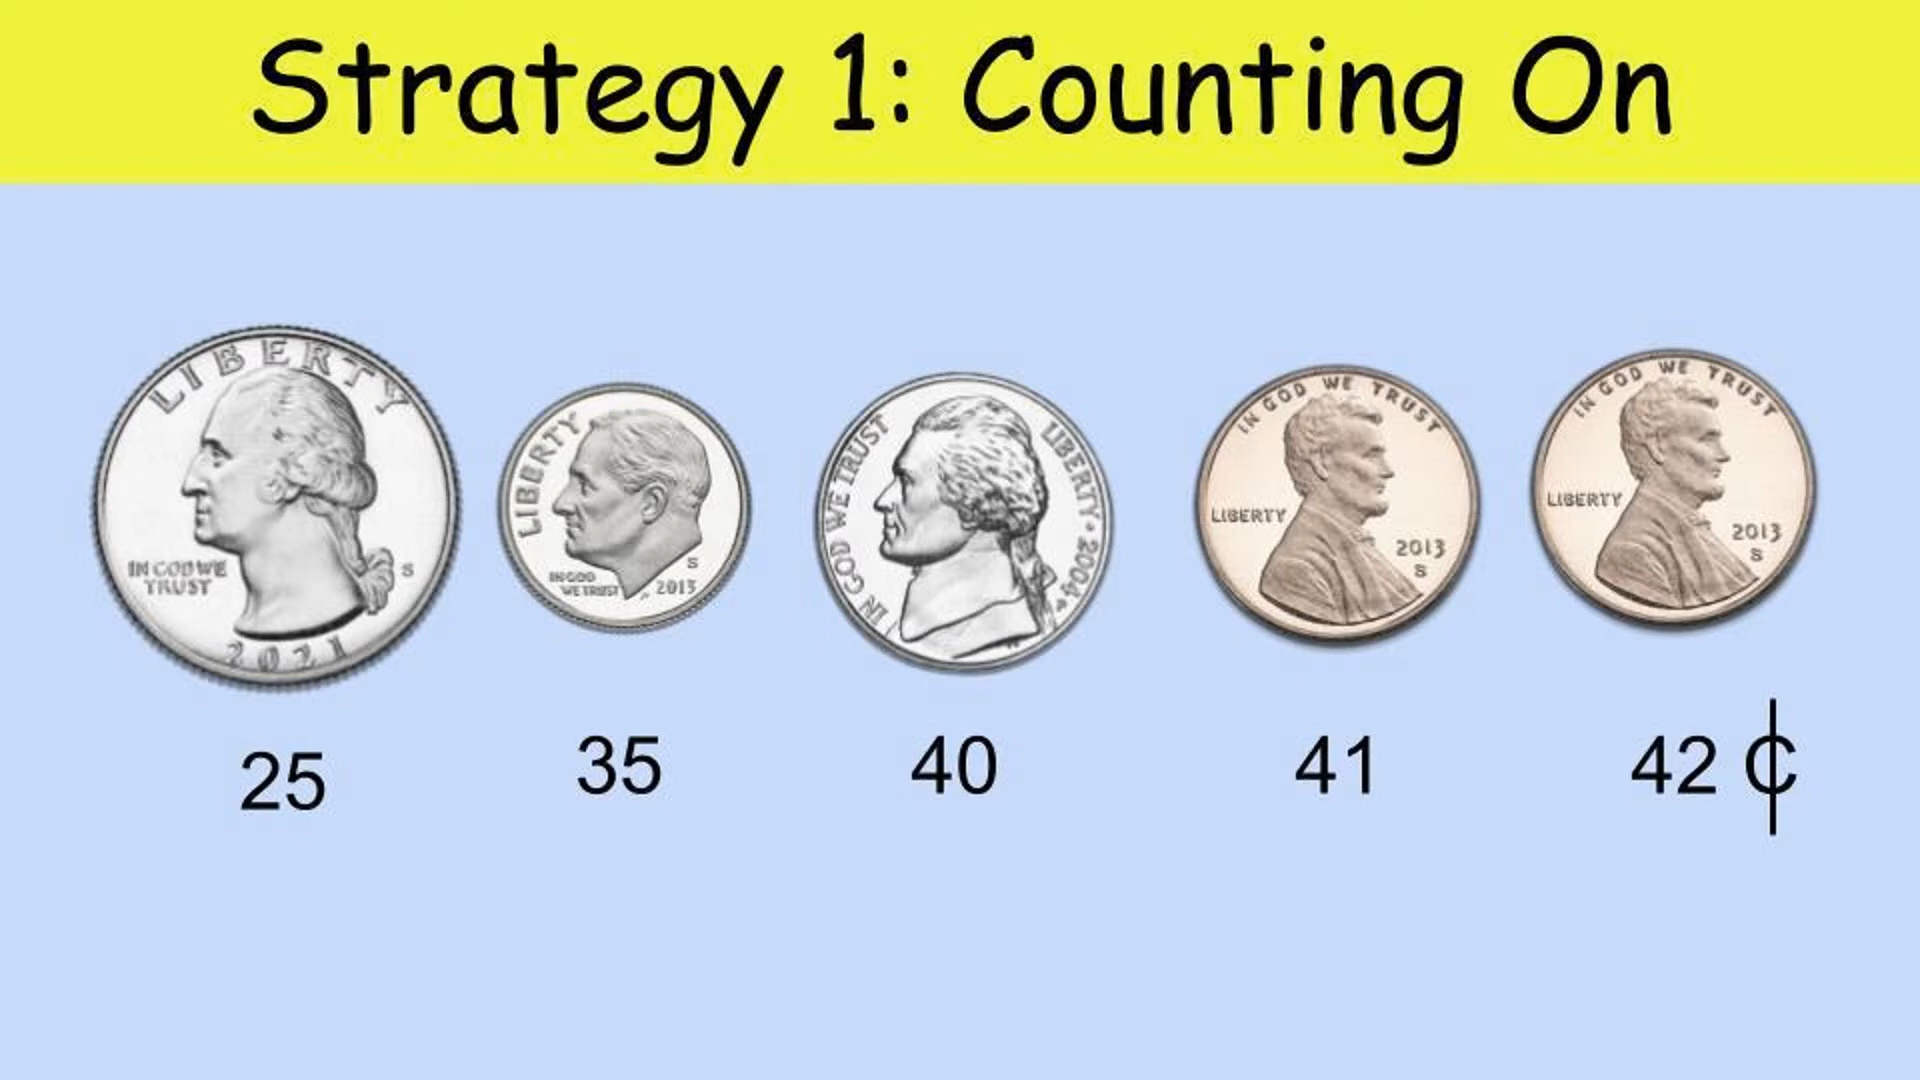 Strategy 1: Counting On
LIBERTY
IN GOD WE
TRUST
S
2021
LIBERTY
IN GOD
WE TRUST
S
2013
IN GOD WE TRUST
LIBERTY • 2004
IN GOD WE TRUST
LIBERTY
2013
S
IN GOD WE TRUST
LIBERTY
2013
S
25
35
40
41
42 ¢